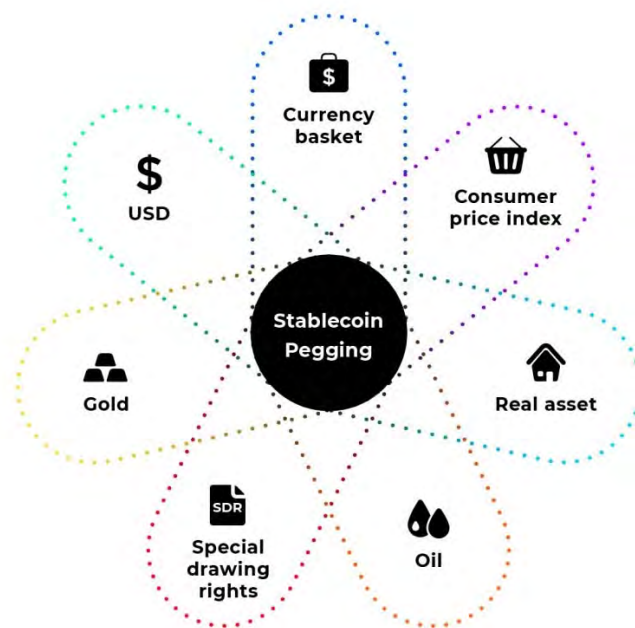 $
Currency
basket
$
USD
Consumer
price index
Stablecoin
Pegging
Gold
Real asset
SDR
Special
drawing
rights
Oil